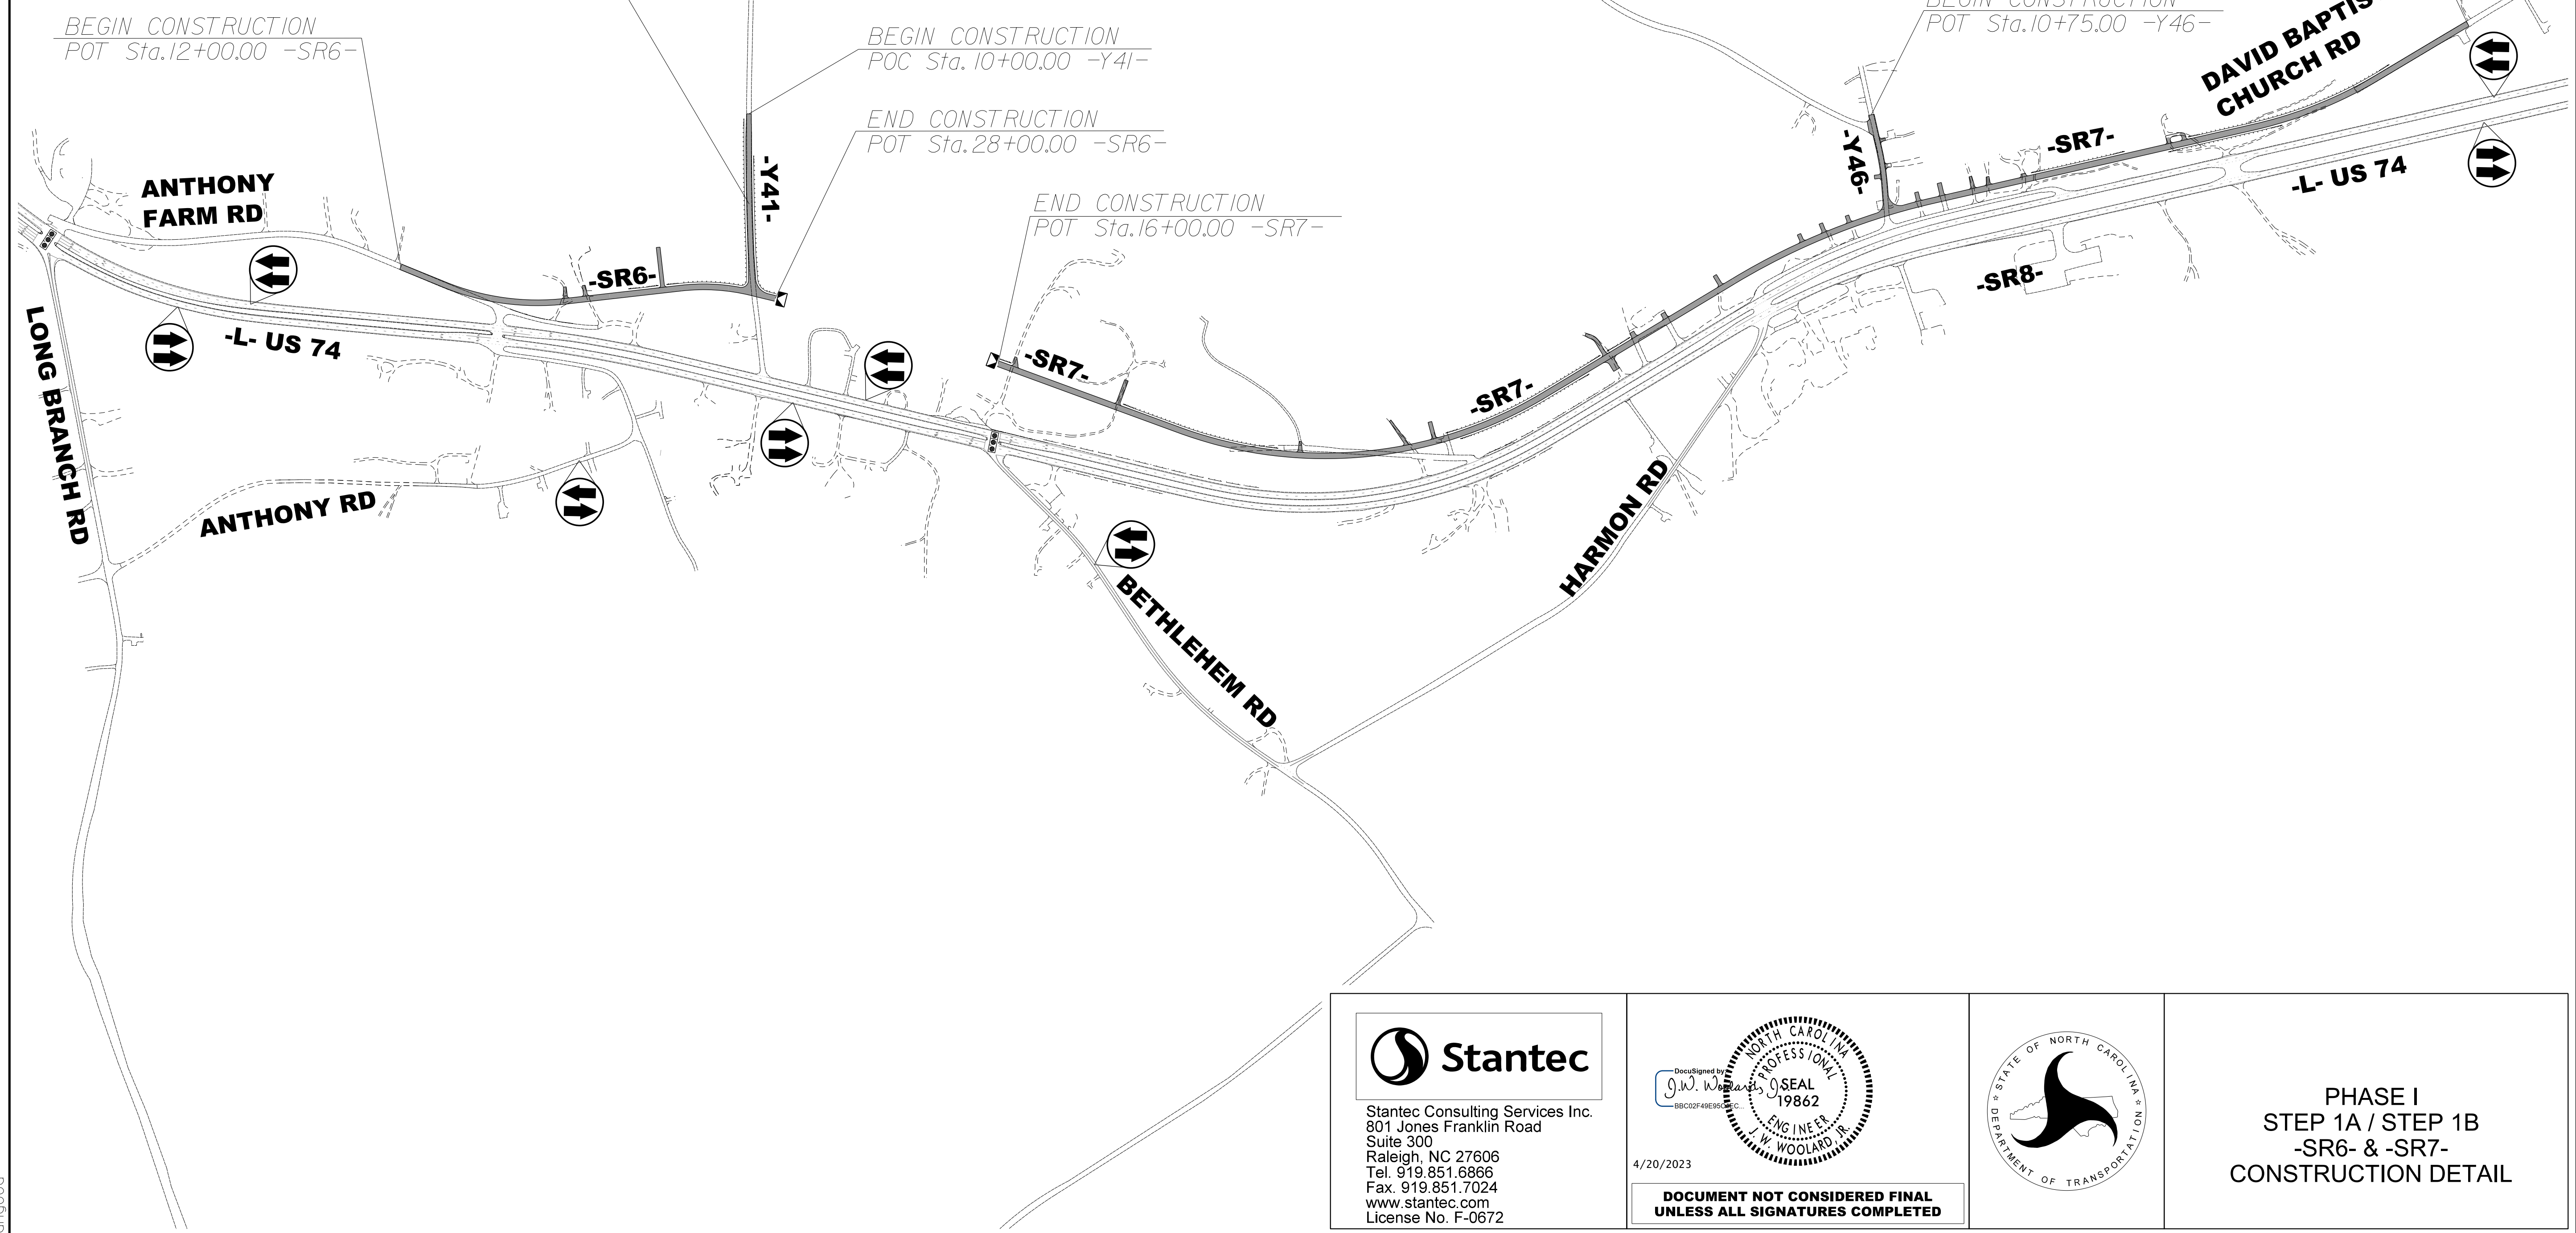 BEGIN CONSTRUCTION
POT Sta.12+00.00 -SR6-
BEGIN CONSTRUCTION
POC Sta.10+00.00 -Y41-
END CONSTRUCTION
POT Sta.28+00.00 -SR6-
END CONSTRUCTION
POT Sta.16+00.00 -SR7-
BEGIN CONSTRUCTION
POT Sta.10+75.00 -Y46-
DAVID BAPTIS
CHURCH RD
ANTHONY
FARM RD
-Y41-
-SR6-
-Y46-
-SR7-
-L- US 74
-SR8-
LONG BRANCH RD
-L- US 74
-SR7-
-SR7-
ANTHONY RD
HARMON RD
BETHLEHEM RD
Stantec
Stantec Consulting Services Inc.
801 Jones Franklin Road
Suite 300
Raleigh, NC 27606
Tel. 919.851.6866
Fax. 919.851.7024
www.stantec.com
License No. F-0672
DocuSigned by:
J.W. Woolard, Jr.
NORTH CAROLINA
PROFESSIONAL
SEAL
19862
ENGINEER
J. W. WOOLARD, JR.
4/20/2023
DOCUMENT NOT CONSIDERED FINAL
UNLESS ALL SIGNATURES COMPLETED
STATE OF NORTH CAROLINA
DEPARTMENT OF TRANSPORTATION
PHASE I
STEP 1A / STEP 1B
-SR6- & -SR7-
CONSTRUCTION DETAIL